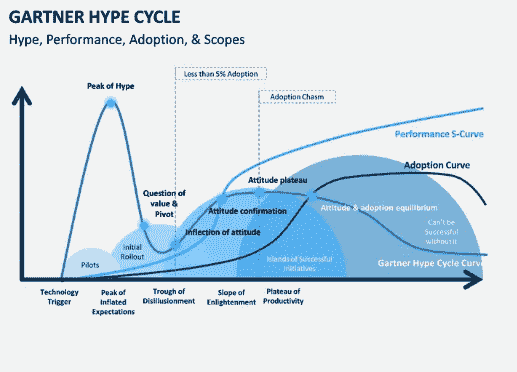 GARTNER HYPE CYCLE
Hype, Performance, Adoption, & Scopes
Less than 5% Adoption
Peak of Hype
Adoption Chasm
Performance S-Curve
Adoption Curve
Attitude plateau
Question of
value &
Pivot
Attitude & adoption equilibrium
Attitude confirmation
Can't be
Successful
without it
Inflection of attitude
Initial
Rollout
Pilots
Islands of Successful
Initiatives
Gartner Hype Cycle Curve
Technology
Trigger
Peak of
Inflated
Expectations
Trough of
Disillusionment
Slope of
Enlightenment
Plateau of
Productivity